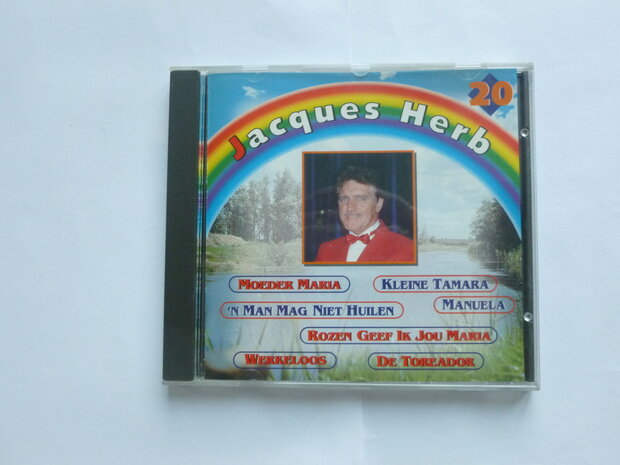 20
Jacques Herb
Moeder Maria
Kleine Tamara
'n Man Mag Niet Huilen
Manuela
Rozen Geef Ik Jou Maria
Werkeloos
De Toreador